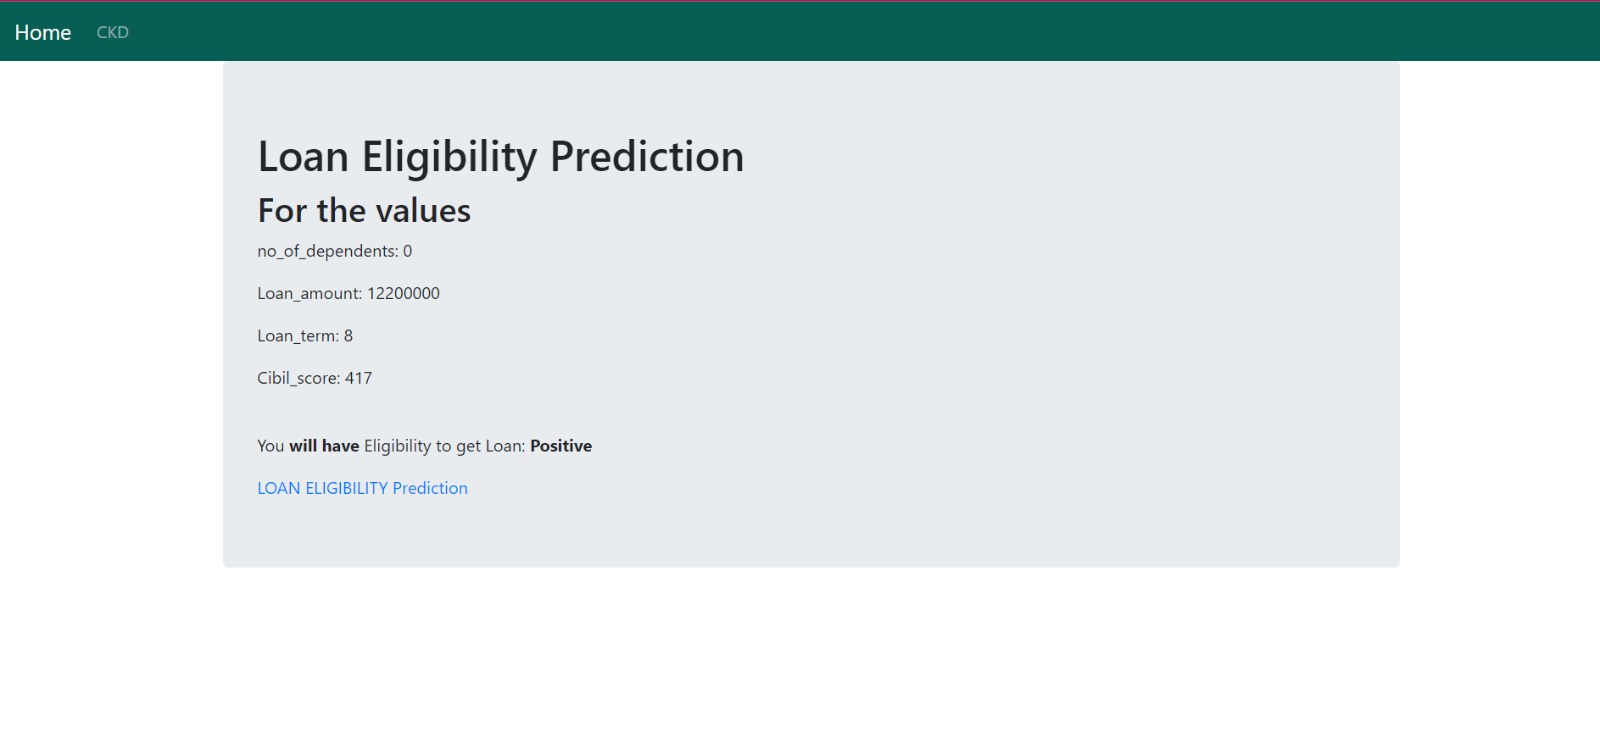 Home CKD
Loan Eligibility Prediction
For the values
no_of_dependents: 0
Loan_amount: 12200000
Loan_term: 8
Cibil_score: 417
You will have Eligibility to get Loan: Positive
LOAN ELIGIBILITY Prediction